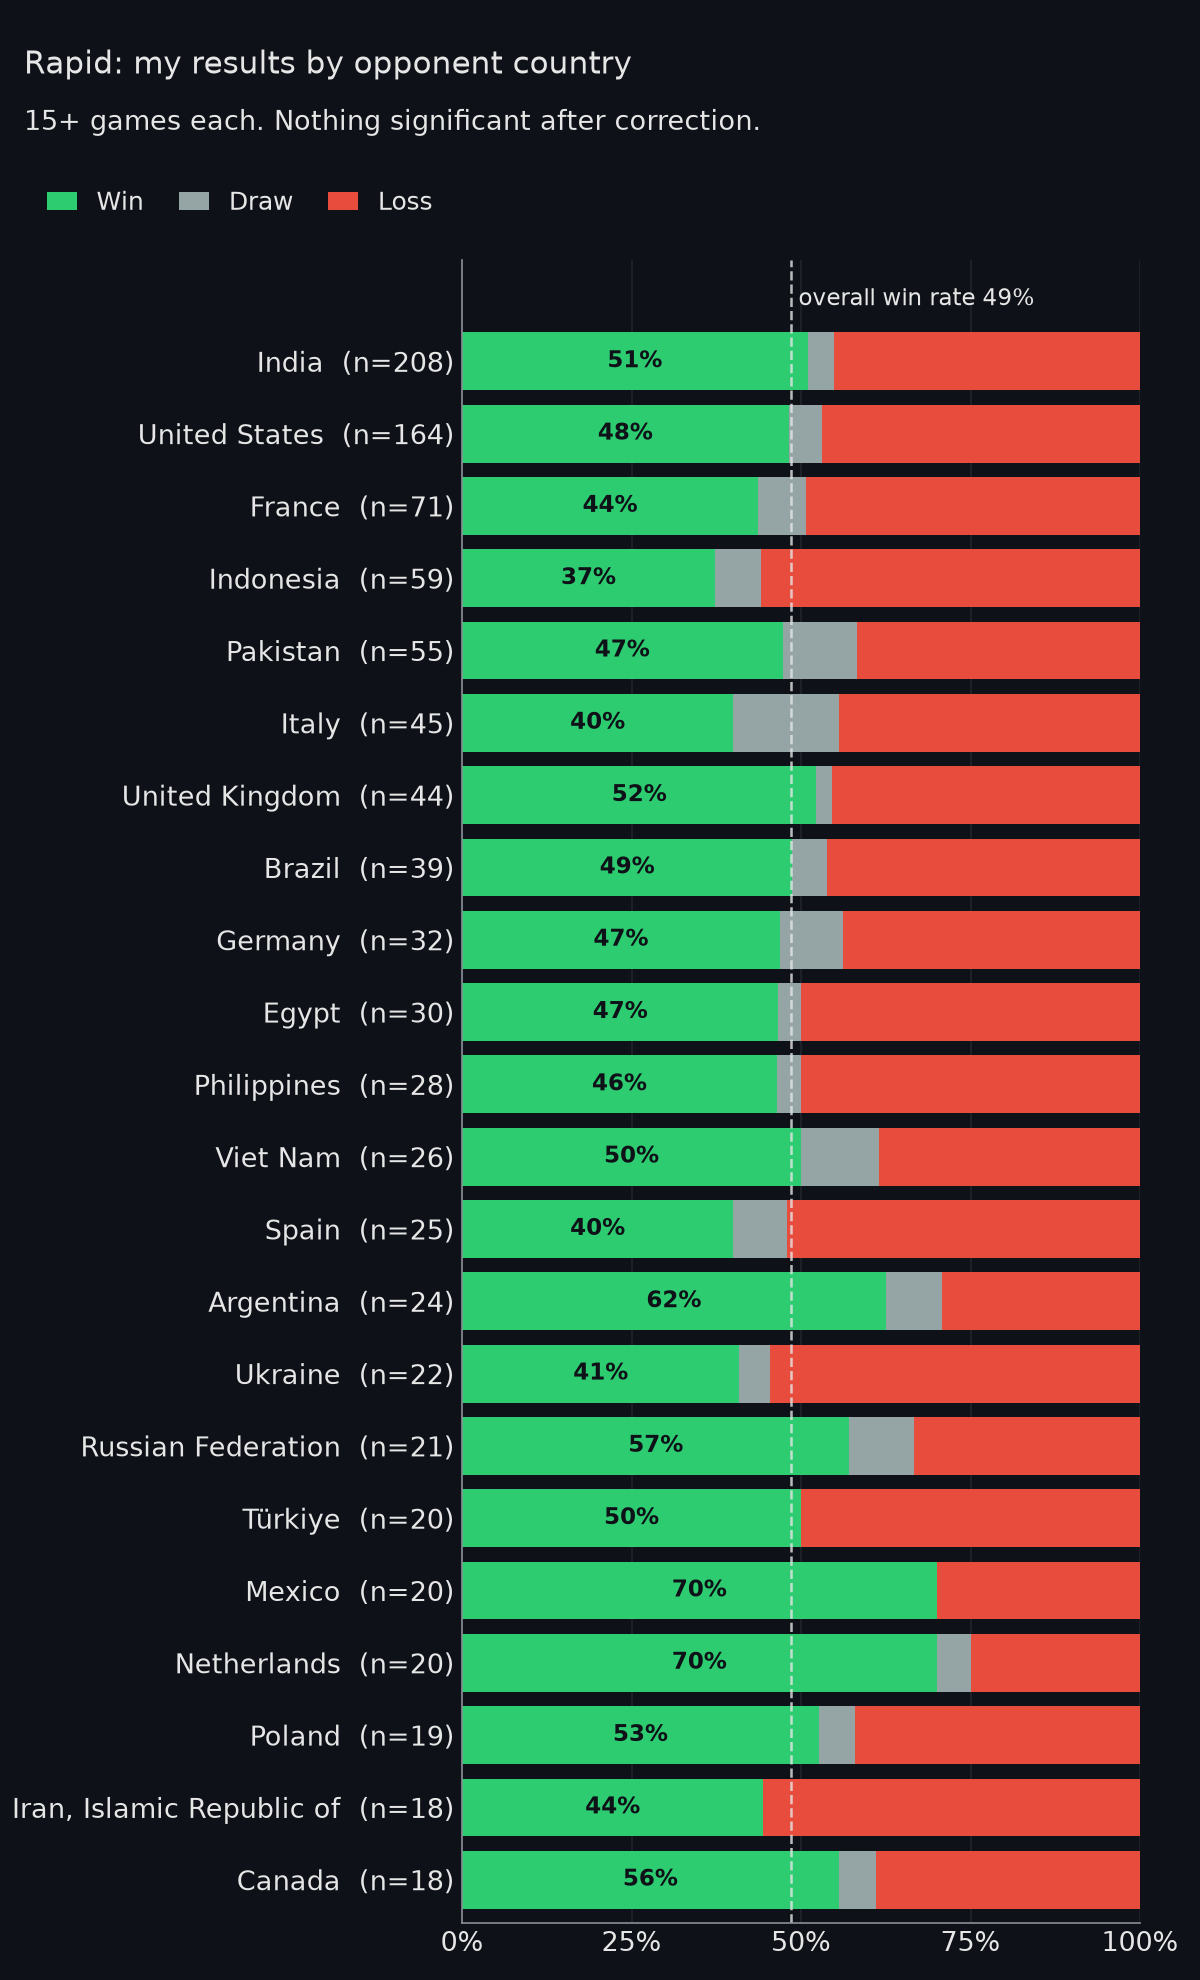 Rapid: my results by opponent country
15+ games each. Nothing significant after correction.
Win Draw Loss
overall win rate 49%
India (n=208) 51%
United States (n=164) 48%
France (n=71) 44%
Indonesia (n=59) 37%
Pakistan (n=55) 47%
Italy (n=45) 40%
United Kingdom (n=44) 52%
Brazil (n=39) 49%
Germany (n=32) 47%
Egypt (n=30) 47%
Philippines (n=28) 46%
Viet Nam (n=26) 50%
Spain (n=25) 40%
Argentina (n=24) 62%
Ukraine (n=22) 41%
Russian Federation (n=21) 57%
Türkiye (n=20) 50%
Mexico (n=20) 70%
Netherlands (n=20) 70%
Poland (n=19) 53%
Iran, Islamic Republic of (n=18) 44%
Canada (n=18) 56%
0% 25% 50% 75% 100%